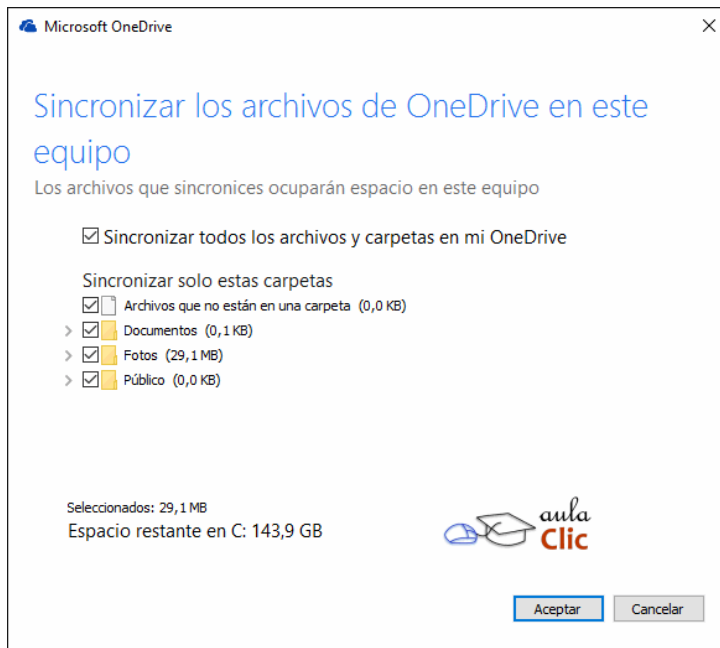 Microsoft OneDrive
Sincronizar los archivos de OneDrive en este
equipo
Los archivos que sincronices ocuparán espacio en este equipo
Sincronizar todos los archivos y carpetas en mi OneDrive
Sincronizar solo estas carpetas
Archivos que no están en una carpeta (0,0 KB)
Documentos (0,1 KB)
Fotos (29,1 MB)
Público (0,0 KB)
Seleccionados: 29,1 MB
Espacio restante en C: 143,9 GB
aula
Clic
Aceptar Cancelar